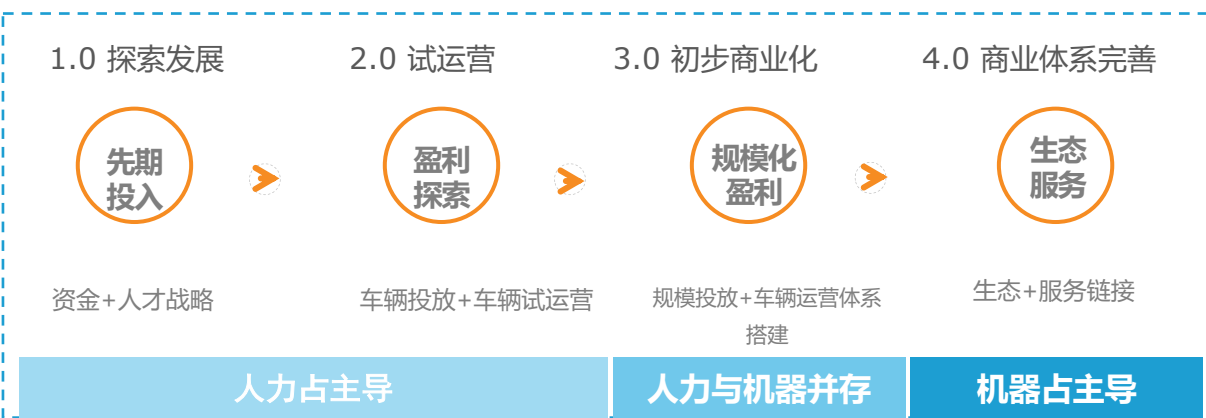 1.0 探索发展
2.0 试运营
3.0 初步商业化
4.0 商业体系完善
先期
投入
盈利
探索
规模化
盈利
生态
服务
资金+人才战略
车辆投放+车辆试运营
规模投放+车辆运营体系
搭建
生态+服务链接
人力占主导
人力与机器并存
机器占主导